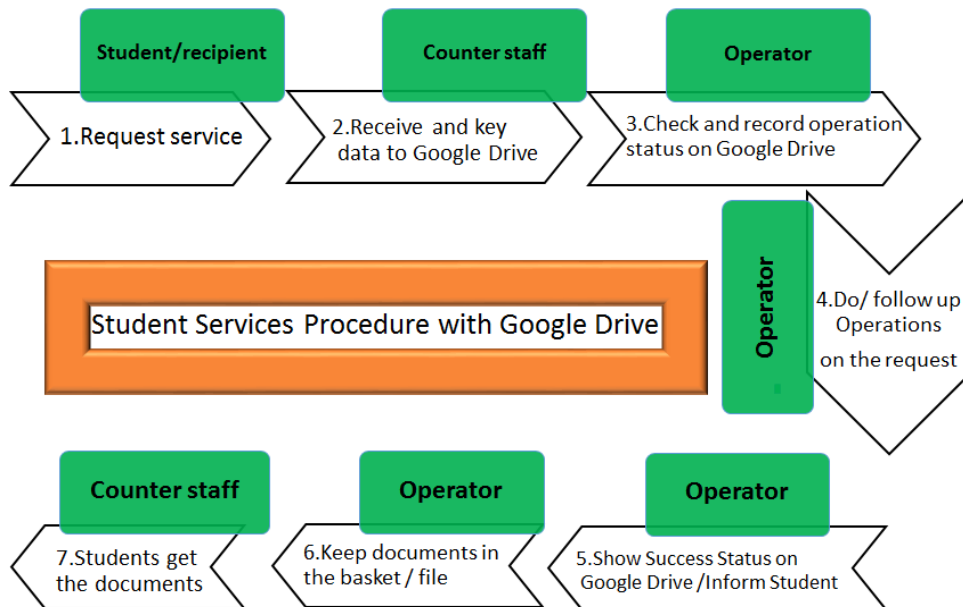 Student/recipient
1.Request service
Counter staff
2.Receive and key
data to Google Drive
Operator
3.Check and record operation
status on Google Drive
Operator
4.Do/ follow up
Operations
on the request
Student Services Procedure with Google Drive
Operator
5.Show Success Status on
Google Drive /Inform Student
Operator
6.Keep documents in
the basket / file
Counter staff
7.Students get
the documents